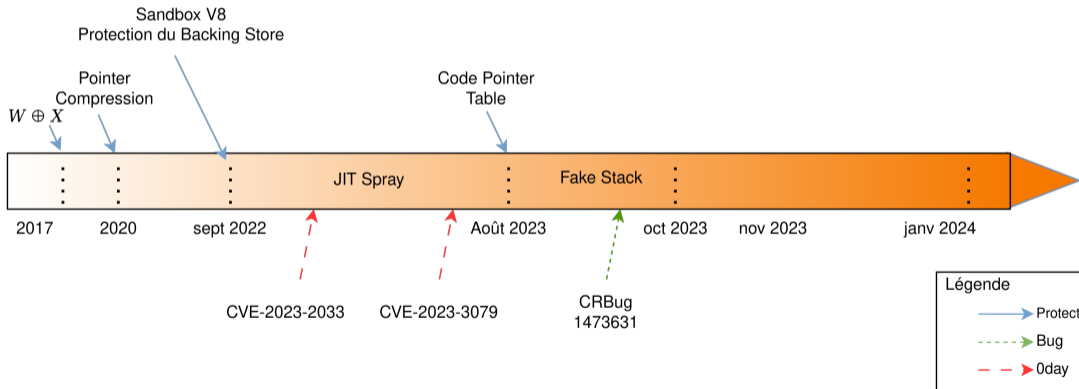 Sandbox V8
Protection du Backing Store
Pointer
Compression
Code Pointer
Table
W ⊕ X
JIT Spray
Fake Stack
2017
2020
sept 2022
Août 2023
oct 2023
nov 2023
janv 2024
CVE-2023-2033
CVE-2023-3079
CRBug
1473631
Légende
Protect
Bug
0day